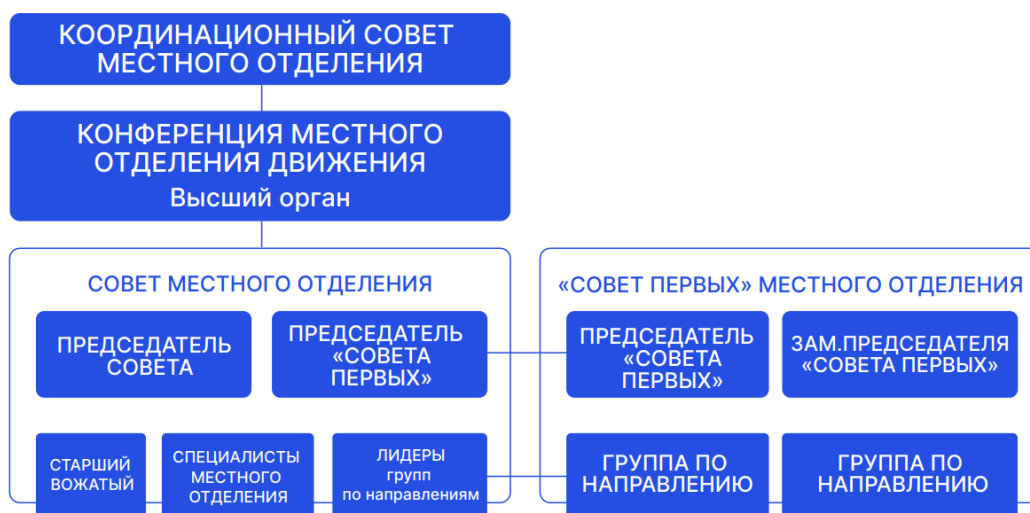 КООРДИНАЦИОННЫЙ СОВЕТ
МЕСТНОГО ОТДЕЛЕНИЯ
КОНФЕРЕНЦИЯ МЕСТНОГО
ОТДЕЛЕНИЯ ДВИЖЕНИЯ
Высший орган
СОВЕТ МЕСТНОГО ОТДЕЛЕНИЯ
ПРЕДСЕДАТЕЛЬ
СОВЕТА
ПРЕДСЕДАТЕЛЬ
«СОВЕТА
ПЕРВЫХ»
СТАРШИЙ
ВОЖАТЫЙ
СПЕЦИАЛИСТЫ
МЕСТНОГО
ОТДЕЛЕНИЯ
ЛИДЕРЫ
групп
по направлениям
«СОВЕТ ПЕРВЫХ» МЕСТНОГО ОТДЕЛЕНИЯ
ПРЕДСЕДАТЕЛЬ
«СОВЕТА
ПЕРВЫХ»
ЗАМ.ПРЕДСЕДАТЕЛЯ
«СОВЕТА ПЕРВЫХ»
ГРУППА ПО
НАПРАВЛЕНИЮ
ГРУППА ПО
НАПРАВЛЕНИЮ